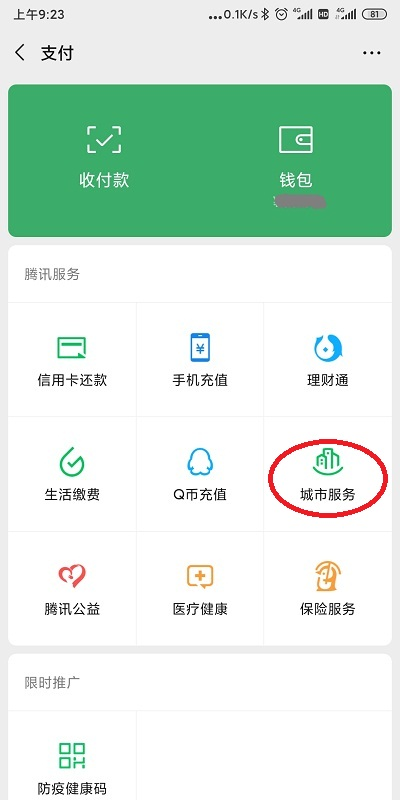 上午9:23
...0.1K/s 4G HD 4G 81
支付
收付款
钱包
腾讯服务
信用卡还款
手机充值
理财通
生活缴费
Q币充值
城市服务
腾讯公益
医疗健康
保险服务
限时推广
防疫健康码